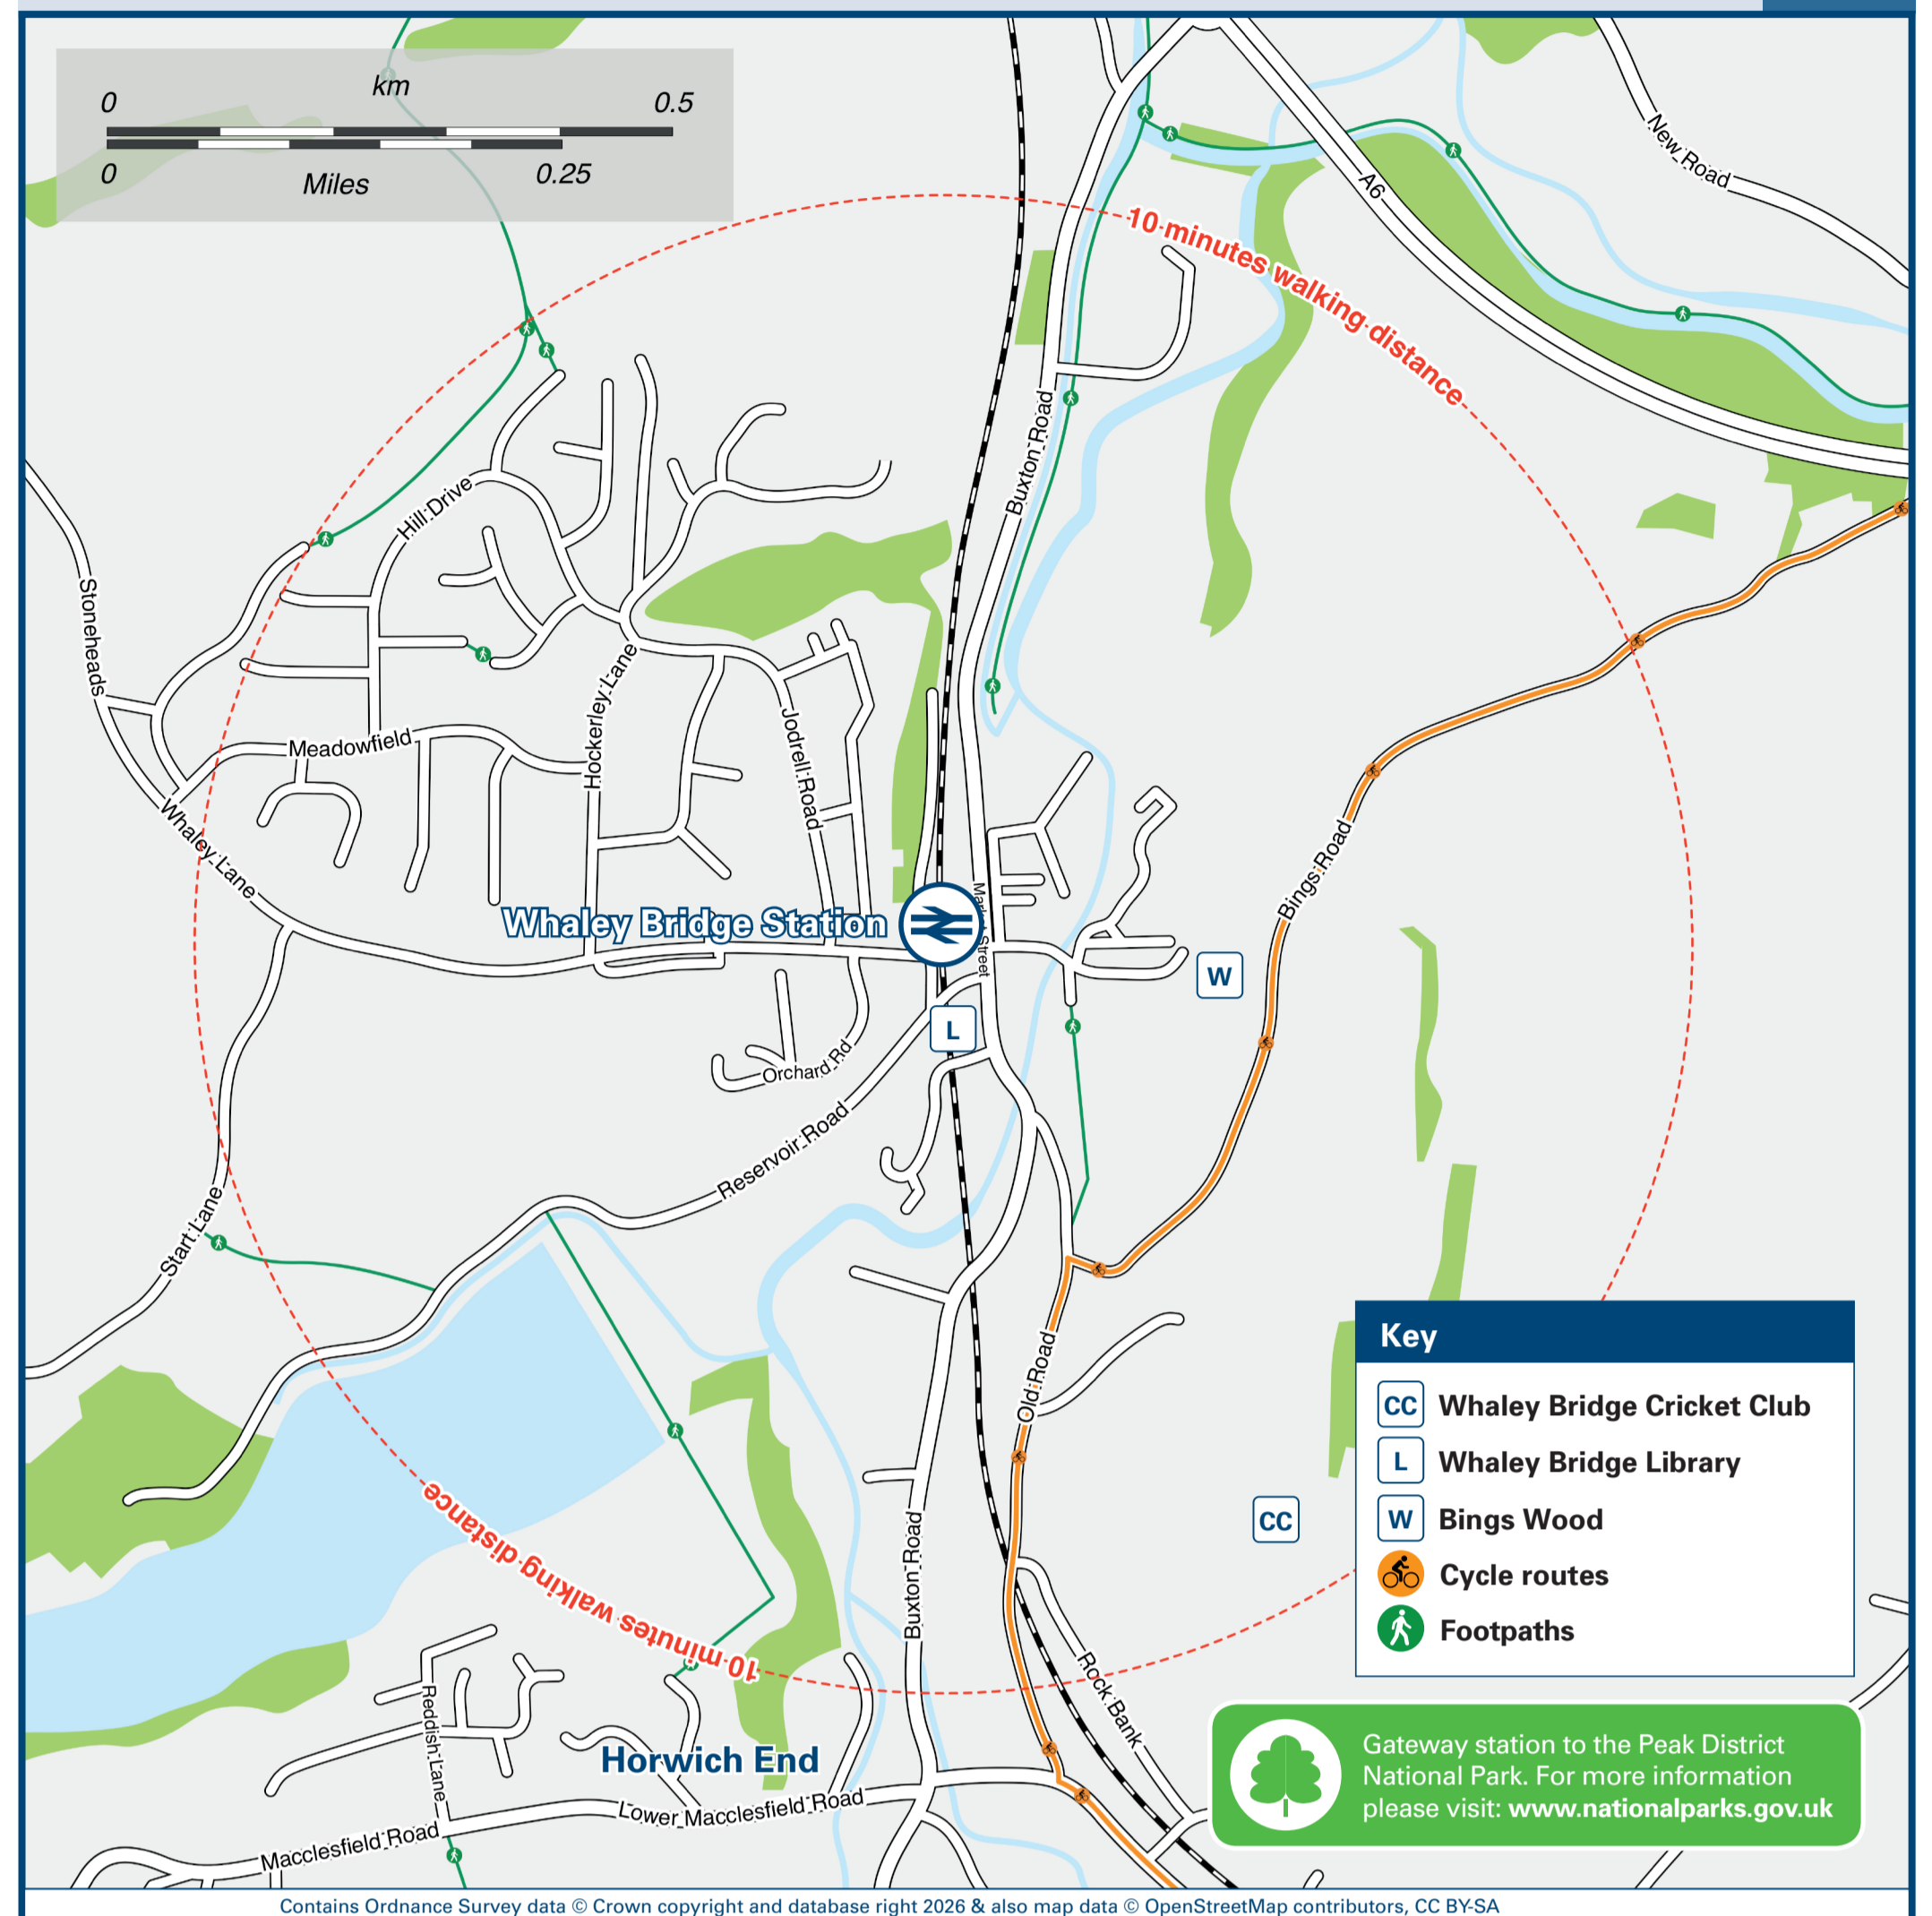 km
0
0.5
0
Miles
0.25
New Road
A6
10 minutes walking distance
Buxton Road
Hill Drive
Stoneheads
Hockerley Lane
Meadowfield
Jodrell Road
Whaley Lane
Bings Road
Whaley Bridge Station
Market Street
W
L
Orchard Rd
Reservoir Road
Start Lane
Old Road
Key
CC Whaley Bridge Cricket Club
L Whaley Bridge Library
W Bings Wood
Cycle routes
Footpaths
CC
10 minutes walking distance
Buxton Road
Rock Bank
Reddish Lane
Horwich End
Lower Macclesfield Road
Macclesfield Road
Gateway station to the Peak District
National Park. For more information
please visit: www.nationalparks.gov.uk
Contains Ordnance Survey data © Crown copyright and database right 2026 & also map data © OpenStreetMap contributors, CC BY-SA